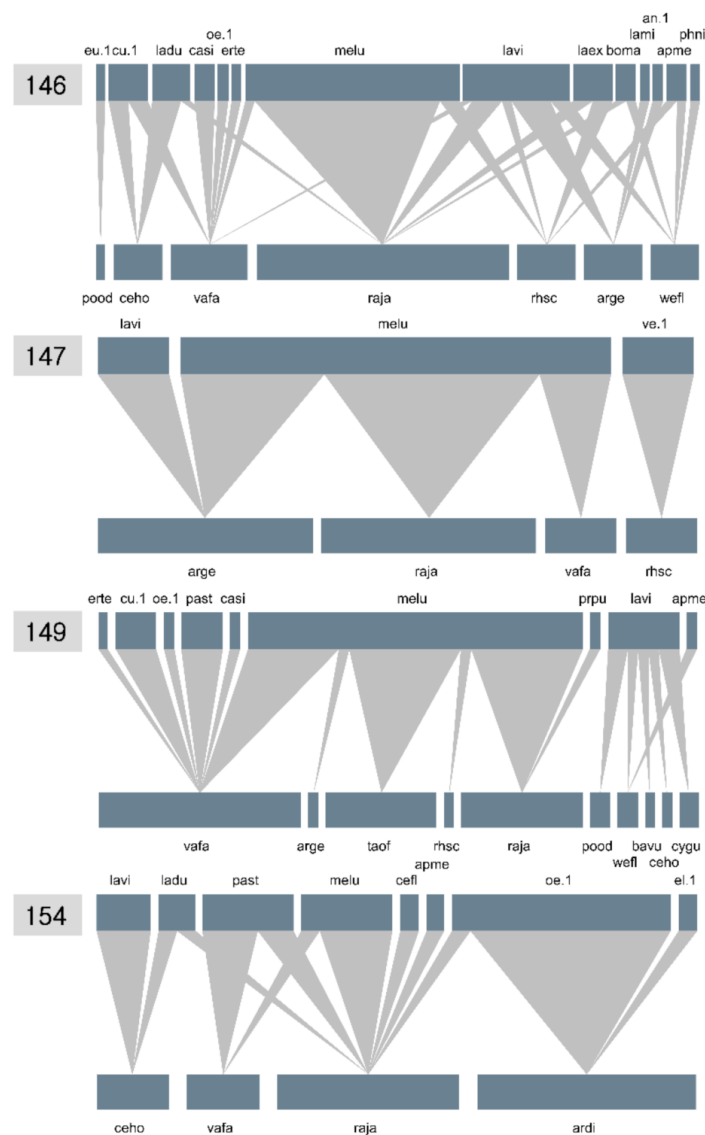 oe.1 an.1
lami phni
eu.1 cu.1 ladu casi erte melu lavi laex boma apme
146
pood ceho vafa raja rhsc arge wefl
lavi melu ve.1
147
arge raja vafa rhsc
erte cu.1 oe.1 past casi melu prpu lavi apme
149
vafa arge taof rhsc raja pood bavu cygu
wefl ceho
apme
lavi ladu past melu cefl oe.1 el.1
154
ceho vafa raja ardi